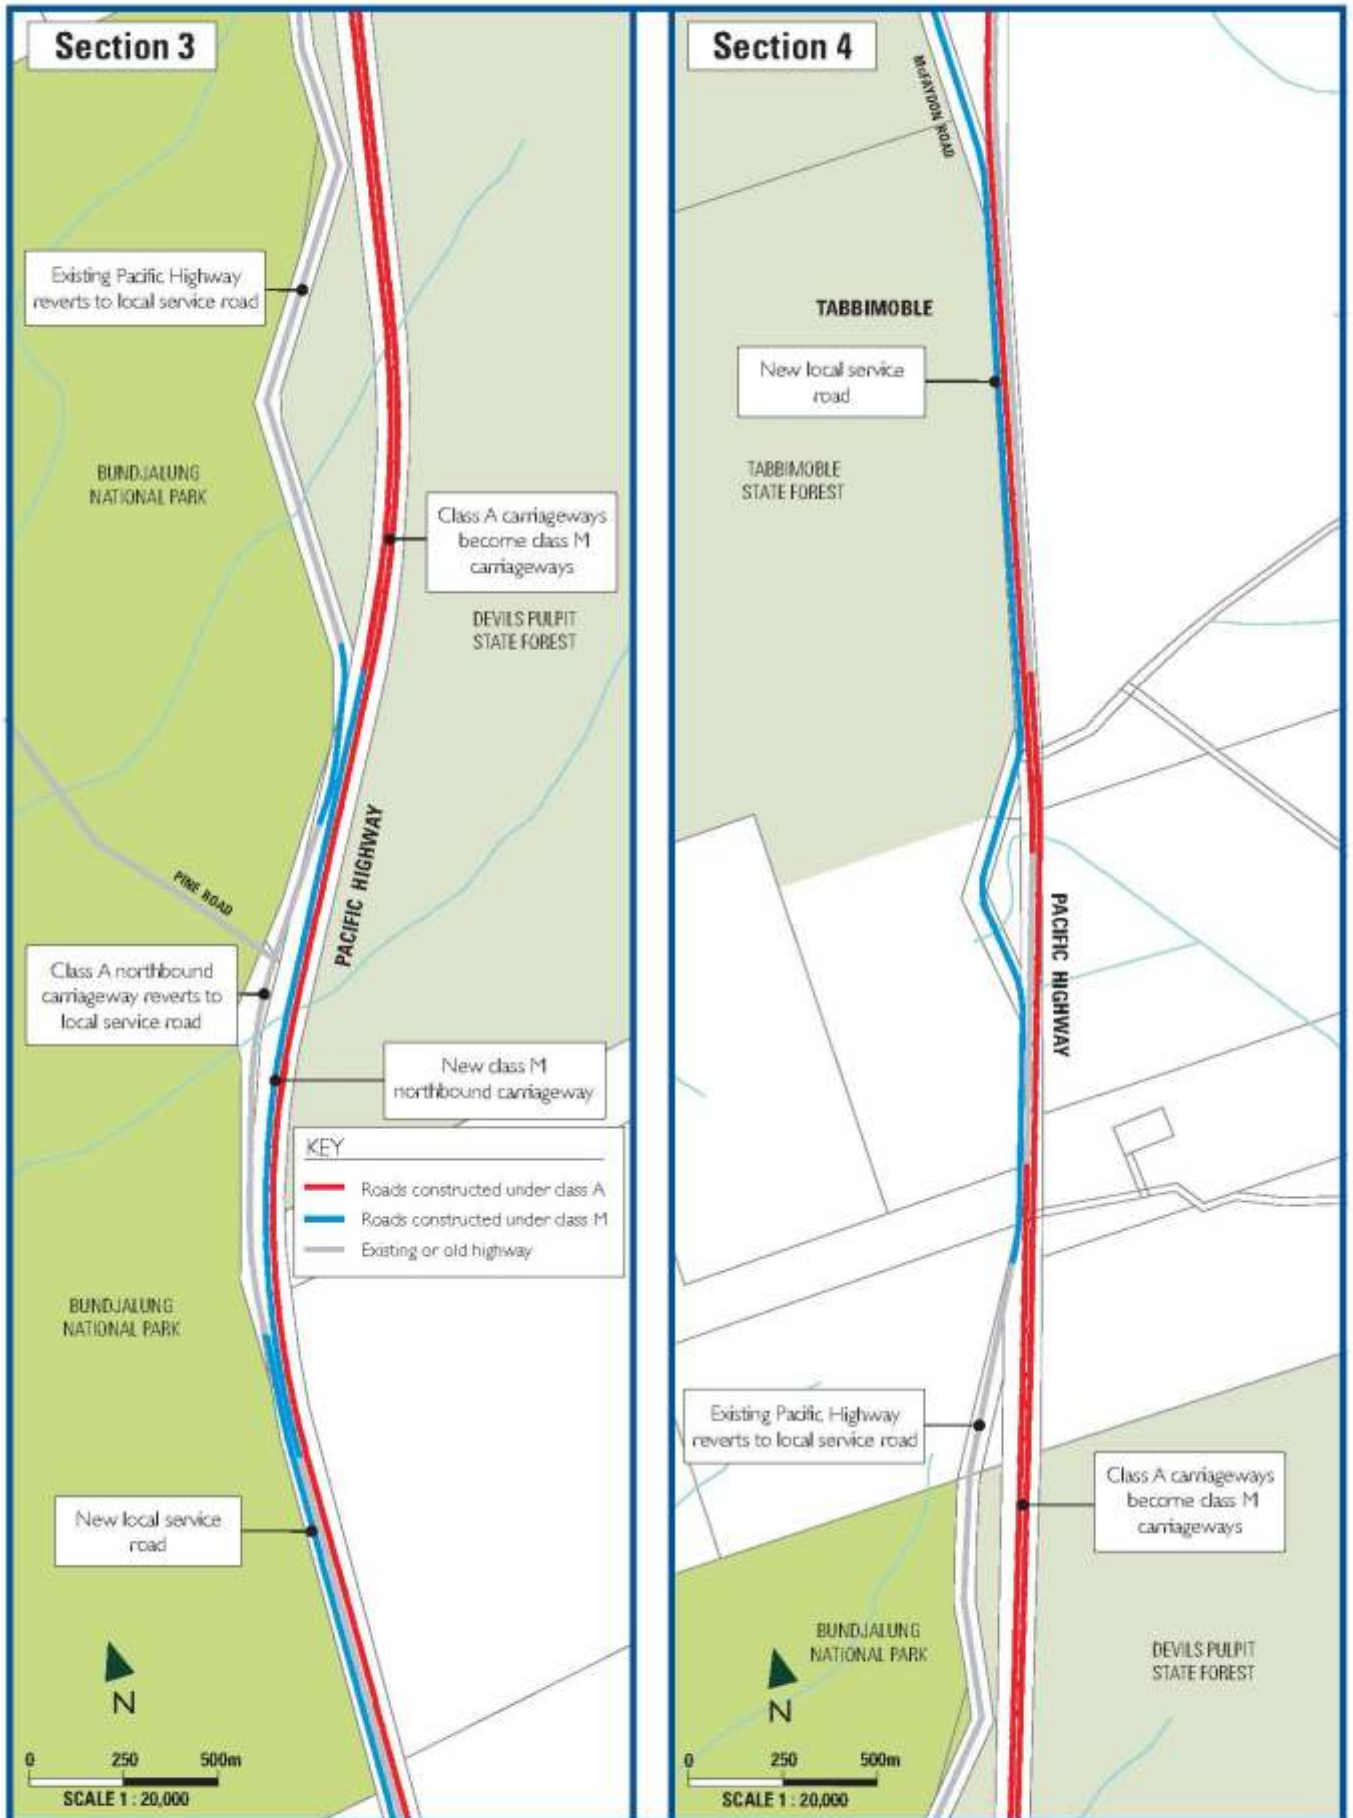 Section 3
Existing Pacific Highway
reverts to local service road
BUNDJALUNG
NATIONAL PARK
Class A carriageways
become class M
carriageways
DEVILS PULPIT
STATE FOREST
PACIFIC HIGHWAY
PINE ROAD
Class A northbound
carriageway reverts to
local service road
New class M
northbound carriageway
KEY
Roads constructed under class A
Roads constructed under class M
Existing or old highway
BUNDJALUNG
NATIONAL PARK
New local service
road
N
0 250 500m
SCALE 1 : 20,000
Section 4
McFAYDON ROAD
TABBIMOBLE
New local service
road
TABBIMOBLE
STATE FOREST
PACIFIC HIGHWAY
Existing Pacific Highway
reverts to local service road
Class A carriageways
become class M
carriageways
BUNDJALUNG
NATIONAL PARK
DEVILS PULPIT
STATE FOREST
N
0 250 500m
SCALE 1 : 20,000